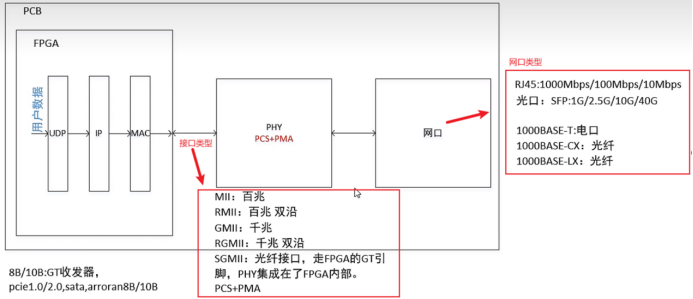 PCB
FPGA
用户数据
UDP
IP
MAC
接口类型
PHY
PCS+PMA
网口
网口类型
RJ45:1000Mbps/100Mbps/10Mbps
光口：SFP:1G/2.5G/10G/40G
1000BASE-T:电口
1000BASE-CX：光纤
1000BASE-LX：光纤
MII：百兆
RMII：百兆 双沿
GMII：千兆
RGMII：千兆 双沿
SGMII：光纤接口，走FPGA的GT引
脚，PHY集成在了FPGA内部。
PCS+PMA
8B/10B:GT收发器，
pcie1.0/2.0,sata,arroran8B/10B